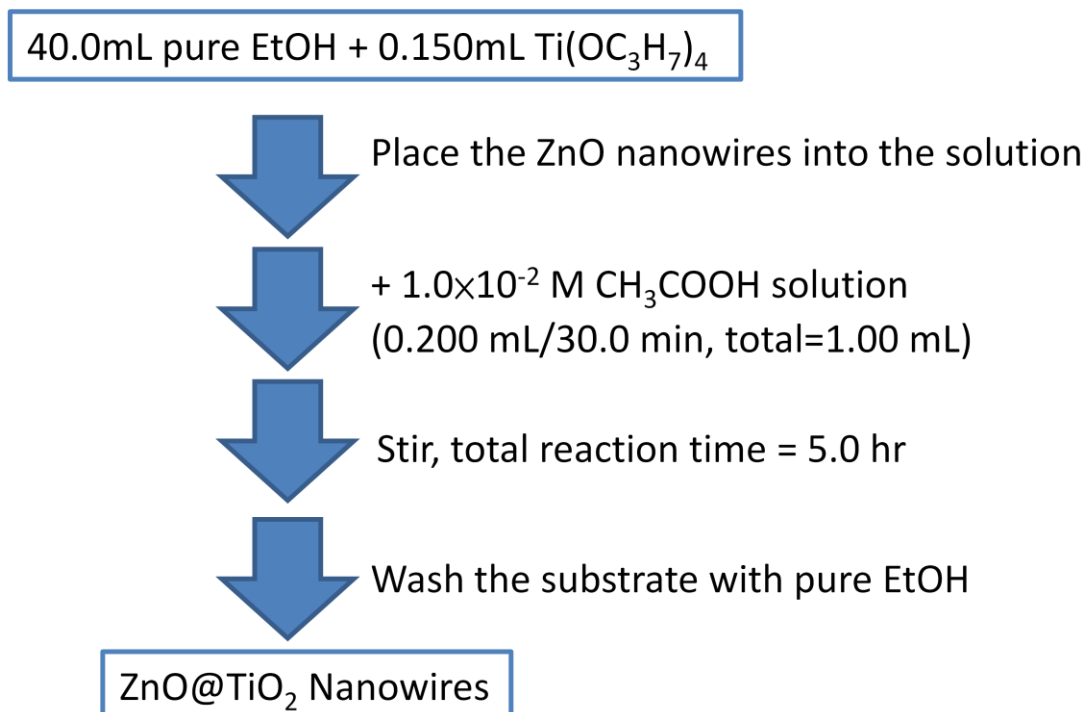 40.0mL pure EtOH + 0.150mL Ti(OC₃H₇)₄
Place the ZnO nanowires into the solution
+ 1.0×10⁻² M CH₃COOH solution
(0.200 mL/30.0 min, total=1.00 mL)
Stir, total reaction time = 5.0 hr
Wash the substrate with pure EtOH
ZnO@TiO₂ Nanowires